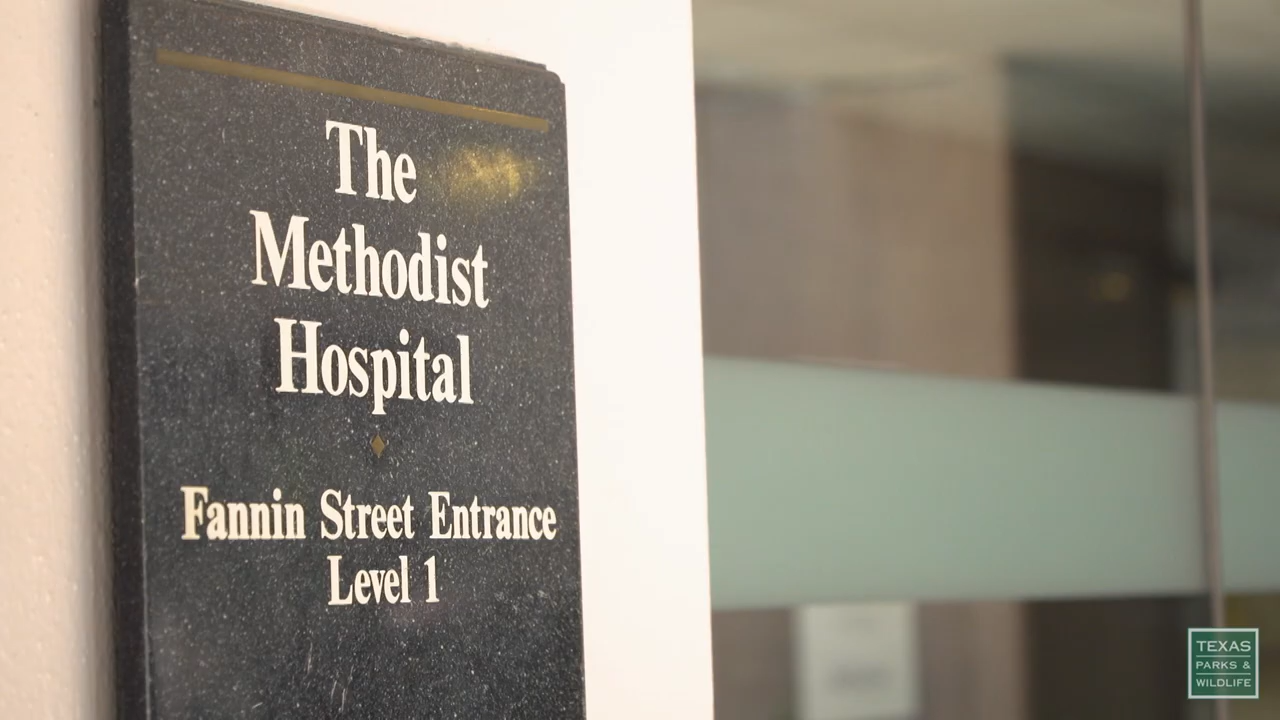 The
Methodist
Hospital
Fannin Street Entrance
Level 1
TEXAS
PARKS &
WILDLIFE